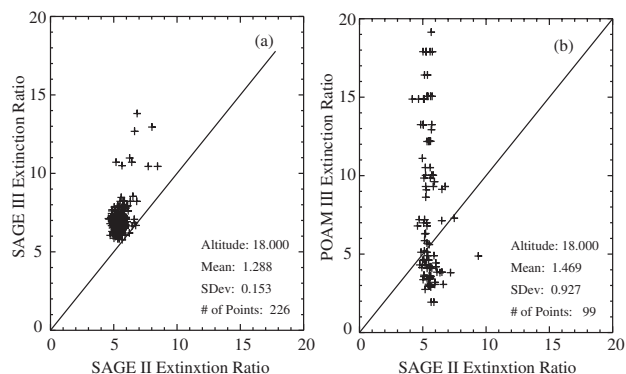 20
15
10
5
0
SAGE III Extinction Ratio
(a)
Altitude: 18.000
Mean: 1.288
SDev: 0.153
# of Points: 226
0 5 10 15 20
SAGE II Extinxtion Ratio
20
15
10
5
0
POAM III Extinction Ratio
(b)
Altitude: 18.000
Mean: 1.469
SDev: 0.927
# of Points: 99
0 5 10 15 20
SAGE II Extinxtion Ratio